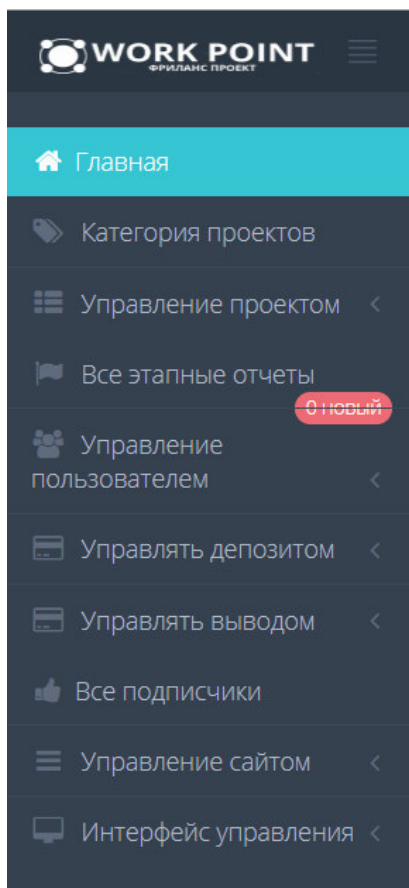 WORK POINT
ФРИЛАНС ПРОЕКТ
Главная
Категория проектов
Управление проектом
Все этапные отчеты
0 новый
Управление
пользователем
Управлять депозитом
Управлять выводом
Все подписчики
Управление сайтом
Интерфейс управления